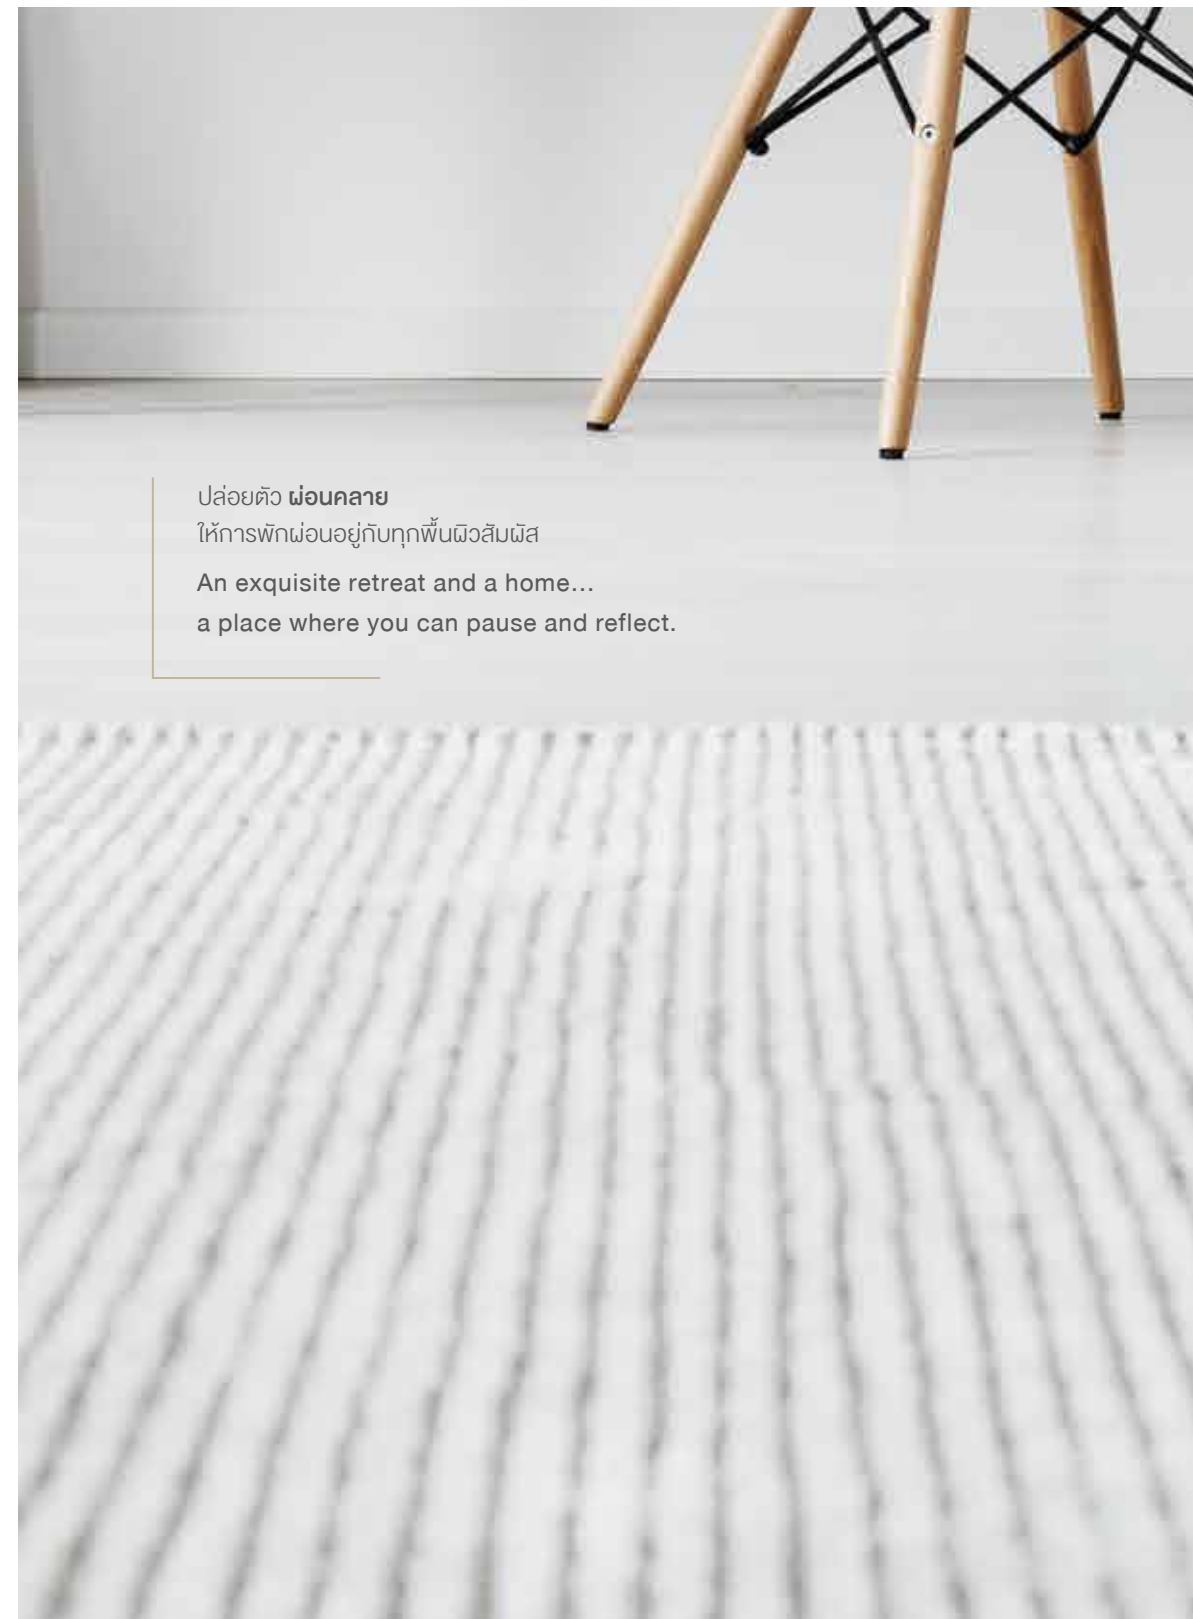 ปล่อยตัว ผ่อนคลาย
ให้การพักผ่อนอยู่กับทุกพื้นผิวสัมผัส
An exquisite retreat and a home...
a place where you can pause and reflect.